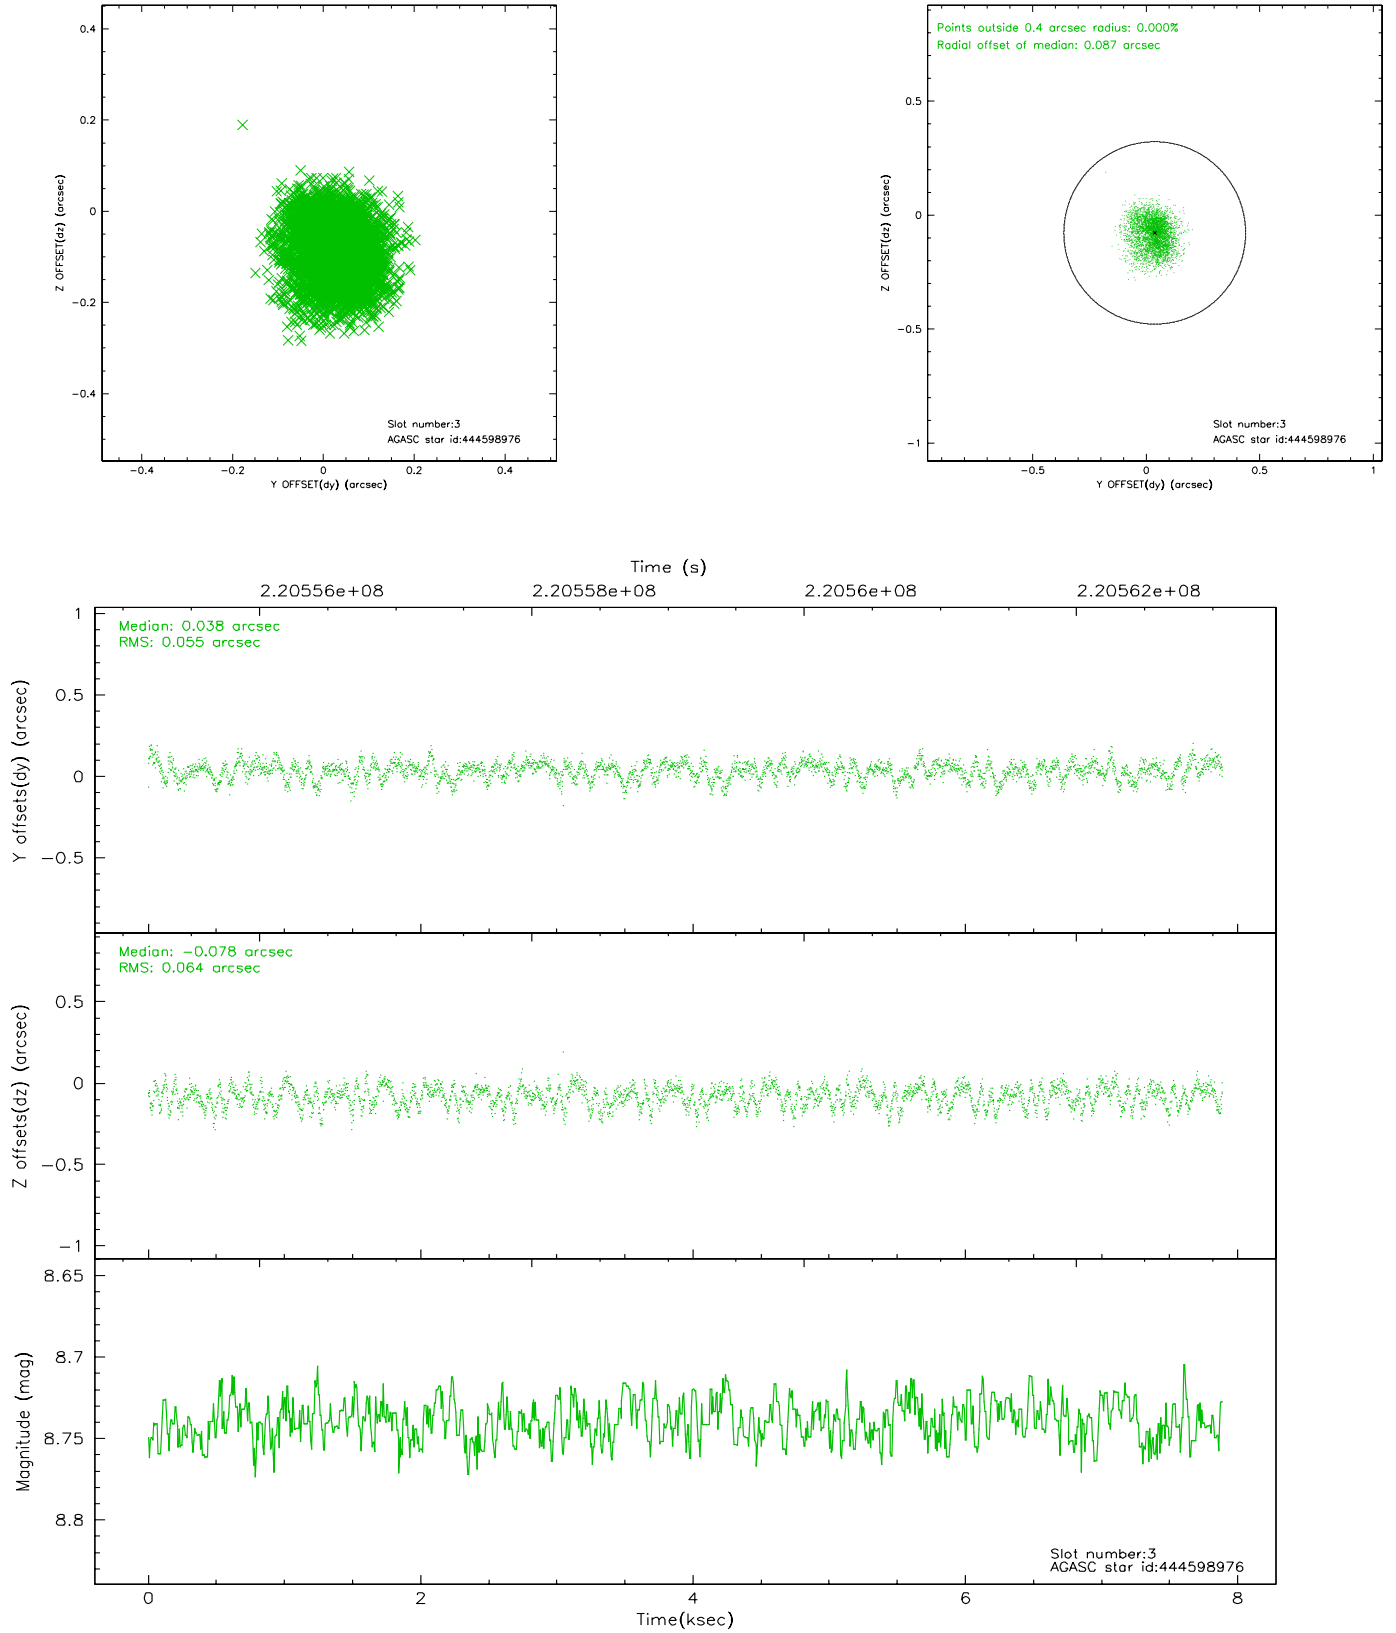 0.4
0.2
0
-0.2
-0.4
Z OFFSET(dz) (arcsec)
-0.4
-0.2
0
0.2
0.4
Y OFFSET(dy) (arcsec)
Slot number:3
AGASC star id:444598976
Points outside 0.4 arcsec radius: 0.000%
Radial offset of median: 0.087 arcsec
0.5
0
-0.5
-1
Z OFFSET(dz) (arcsec)
-0.5
0
0.5
1
Y OFFSET(dy) (arcsec)
Slot number:3
AGASC star id:444598976
Time (s)
2.20556e+08
2.20558e+08
2.2056e+08
2.20562e+08
Median: 0.038 arcsec
RMS: 0.055 arcsec
1
0.5
0
-0.5
Y offsets(dy) (arcsec)
Median: -0.078 arcsec
RMS: 0.064 arcsec
0.5
0
-0.5
-1
Z offsets(dz) (arcsec)
8.65
8.7
8.75
8.8
Magnitude (mag)
Slot number:3
AGASC star id:444598976
0
2
4
6
8
Time(ksec)